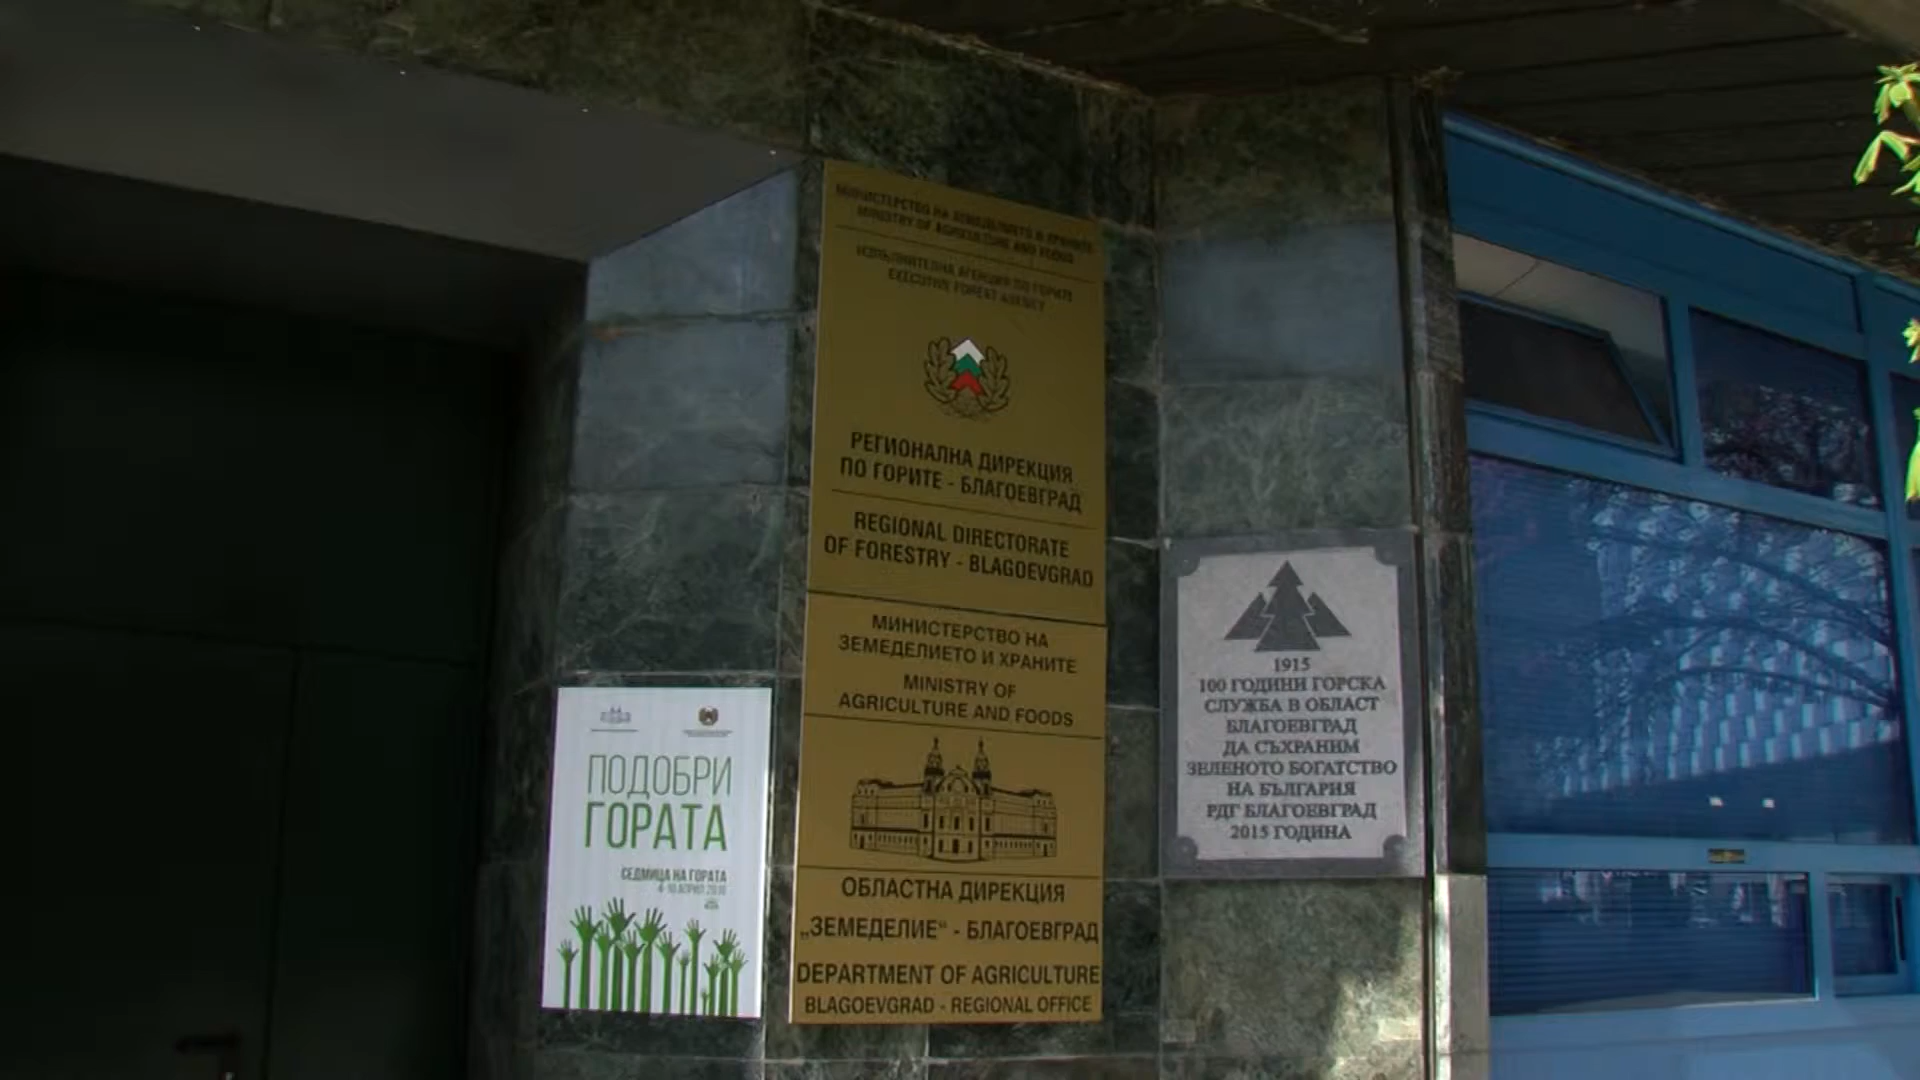 МИНИСТЕРСТВО НА ЗЕМЕДЕЛИЕТО И ХРАНИТЕ
MINISTRY OF AGRICULTURE AND FOODS
ИЗПЪЛНИТЕЛНА АГЕНЦИЯ ПО ГОРИТЕ
EXECUTIVE FOREST AGENCY
РЕГИОНАЛНА ДИРЕКЦИЯ
ПО ГОРИТЕ - БЛАГОЕВГРАД
REGIONAL DIRECTORATE
OF FORESTRY - BLAGOEVGRAD
МИНИСТЕРСТВО НА
ЗЕМЕДЕЛИЕТО И ХРАНИТЕ
MINISTRY OF
AGRICULTURE AND FOODS
ОБЛАСТНА ДИРЕКЦИЯ
„ЗЕМЕДЕЛИЕ“ - БЛАГОЕВГРАД
DEPARTMENT OF AGRICULTURE
BLAGOEVGRAD - REGIONAL OFFICE
ПОДОБРИ
ГОРАТА
СЕДМИЦА НА ГОРАТА
АПРИЛ
1915
100 ГОДИНИ ГОРСКА
СЛУЖБА В ОБЛАСТ
БЛАГОЕВГРАД
ДА СЪХРАНИМ
ЗЕЛЕНОТО БОГАТСТВО
НА БЪЛГАРИЯ
РДГ БЛАГОЕВГРАД
2015 ГОДИНА